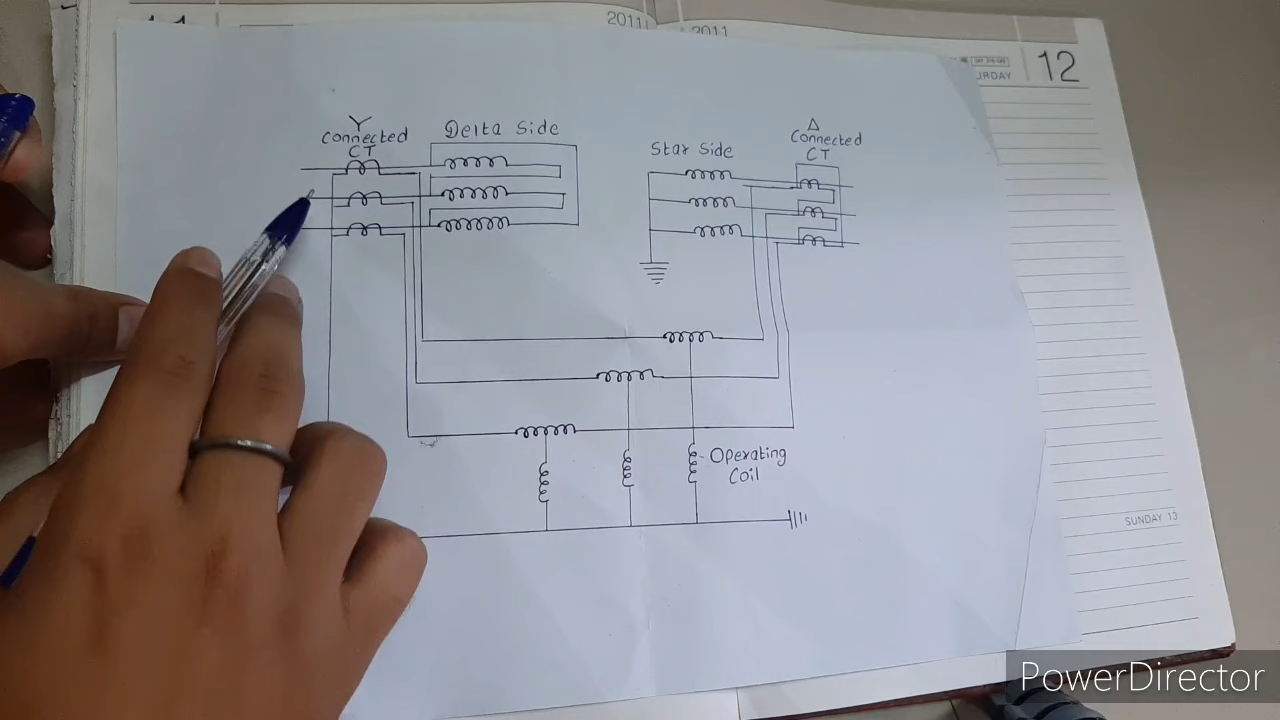 2011
2011
12
URDAY
Y
Connected
CT
Delta Side
Star Side
Δ
Connected
CT
Operating
Coil
SUNDAY 13
PowerDirector